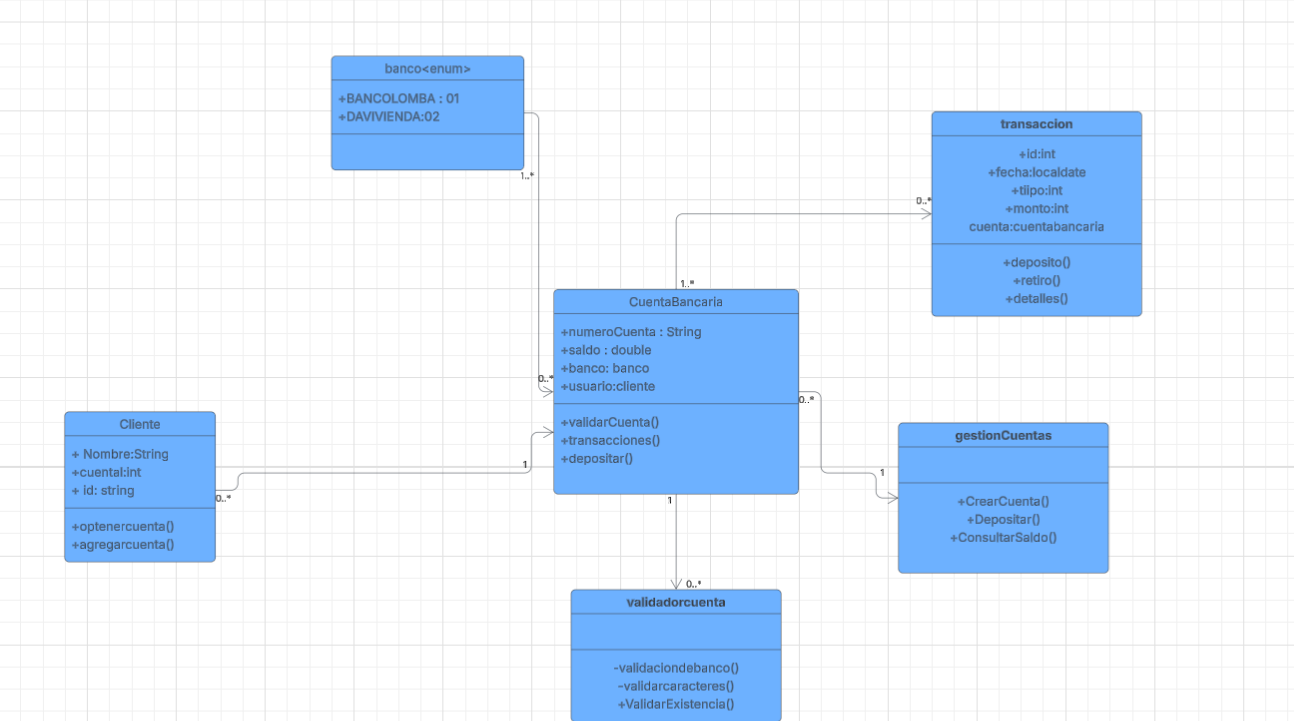 banco<enum>
+BANCOLOMBA : 01
+DAVIVIENDA:02
1..*
transaccion
+id:int
+fecha:localdate
+tiipo:int
+monto:int
cuenta:cuentabancaria
+deposito()
+retiro()
+detalles()
0..*
1..*
CuentaBancaria
+numeroCuenta : String
+saldo : double
+banco: banco
+usuario:cliente
+validarCuenta()
+transacciones()
+depositar()
0..*
1
0..*
1
Cliente
+ Nombre:String
+cuental:int
+ id: string
+optenercuenta()
+agregarcuenta()
0..*
gestionCuentas
+CrearCuenta()
+Depositar()
+ConsultarSaldo()
1
0..*
validadorcuenta
-validaciondebanco()
-validarcaracteres()
+ValidarExistencia()